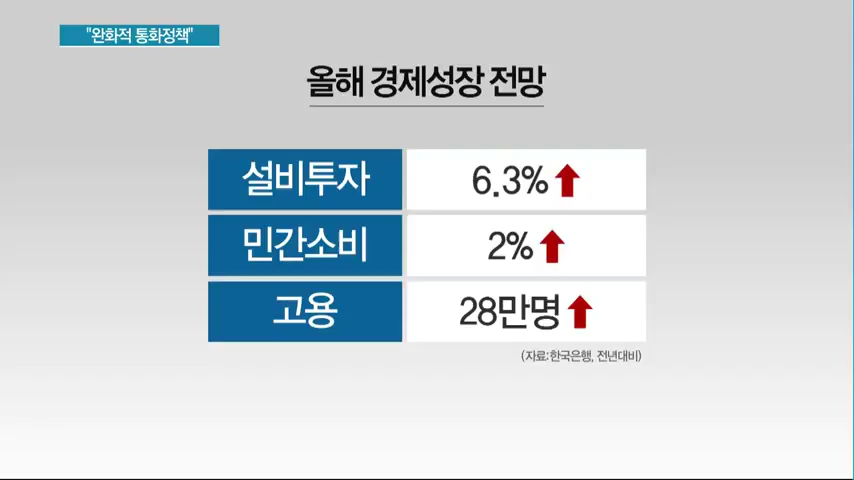 "완화적 통화정책"
올해 경제성장 전망
설비투자 6.3%
민간소비 2%
고용 28만명
(자료:한국은행, 전년대비)